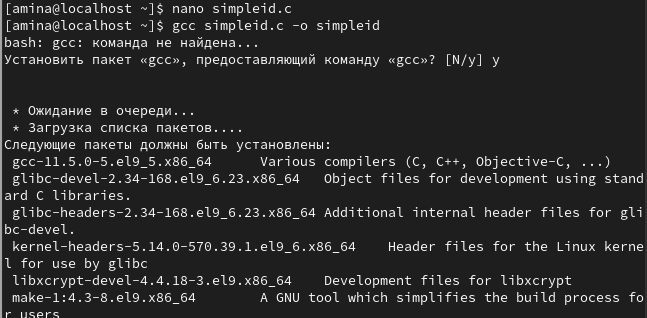 [amina@localhost ~]$ nano simpleid.c
[amina@localhost ~]$ gcc simpleid.c -o simpleid
bash: gcc: команда не найдена...
Установить пакет «gcc», предоставляющий команду «gcc»? [N/y] y
 * Ожидание в очереди...
 * Загрузка списка пакетов....
Следующие пакеты должны быть установлены:
 gcc-11.5.0-5.el9_5.x86_64      Various compilers (C, C++, Objective-C, ...)
 glibc-devel-2.34-168.el9_6.23.x86_64   Object files for development using stand
ard C libraries.
 glibc-headers-2.34-168.el9_6.23.x86_64 Additional internal header files for gli
bc-devel.
 kernel-headers-5.14.0-570.39.1.el9_6.x86_64    Header files for the Linux kerne
l for use by glibc
 libxcrypt-devel-4.4.18-3.el9.x86_64    Development files for libxcrypt
 make-1:4.3-8.el9.x86_64        A GNU tool which simplifies the build process fo
r users